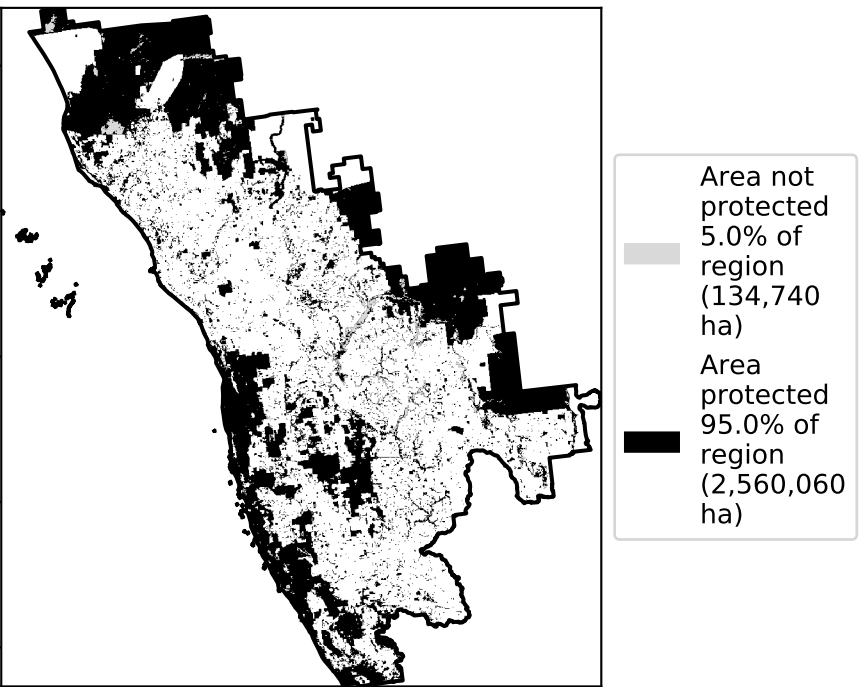 Area not
protected
5.0% of
region
(134,740
ha)
Area
protected
95.0% of
region
(2,560,060
ha)